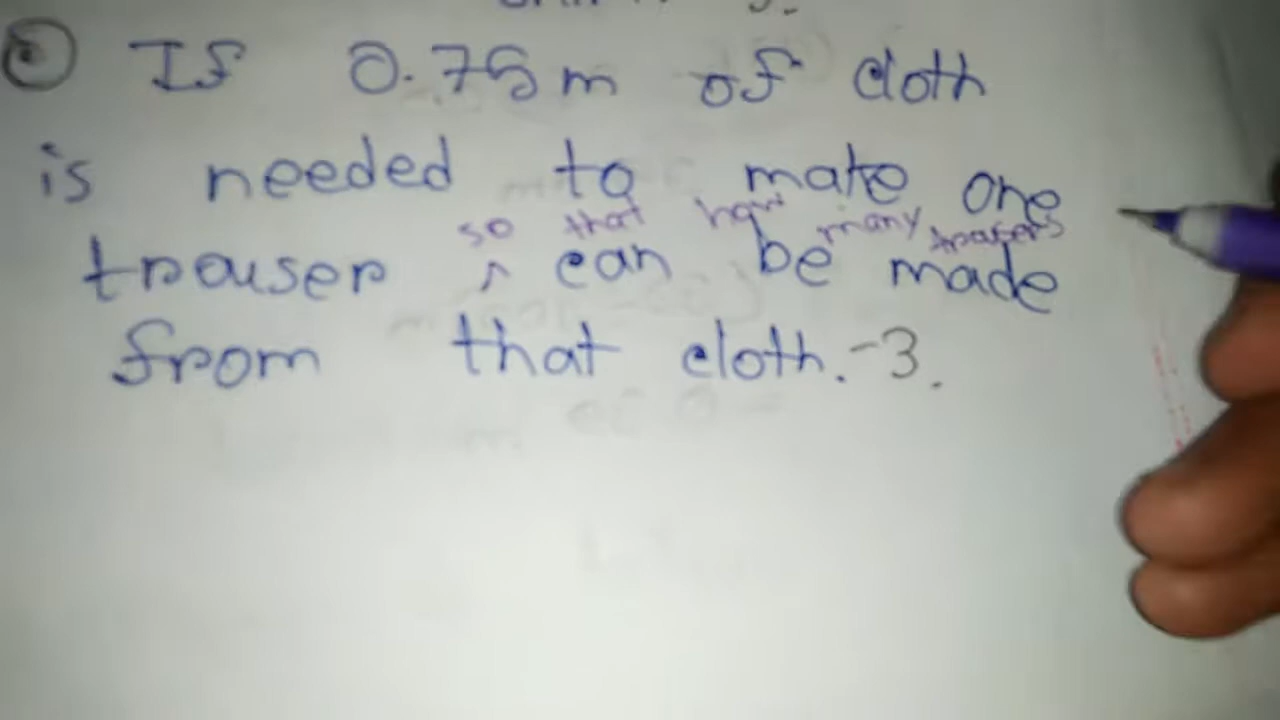 If 0.75m of cloth
is needed to make one
so that how many trousers
trouser can be made
from that cloth. -3.